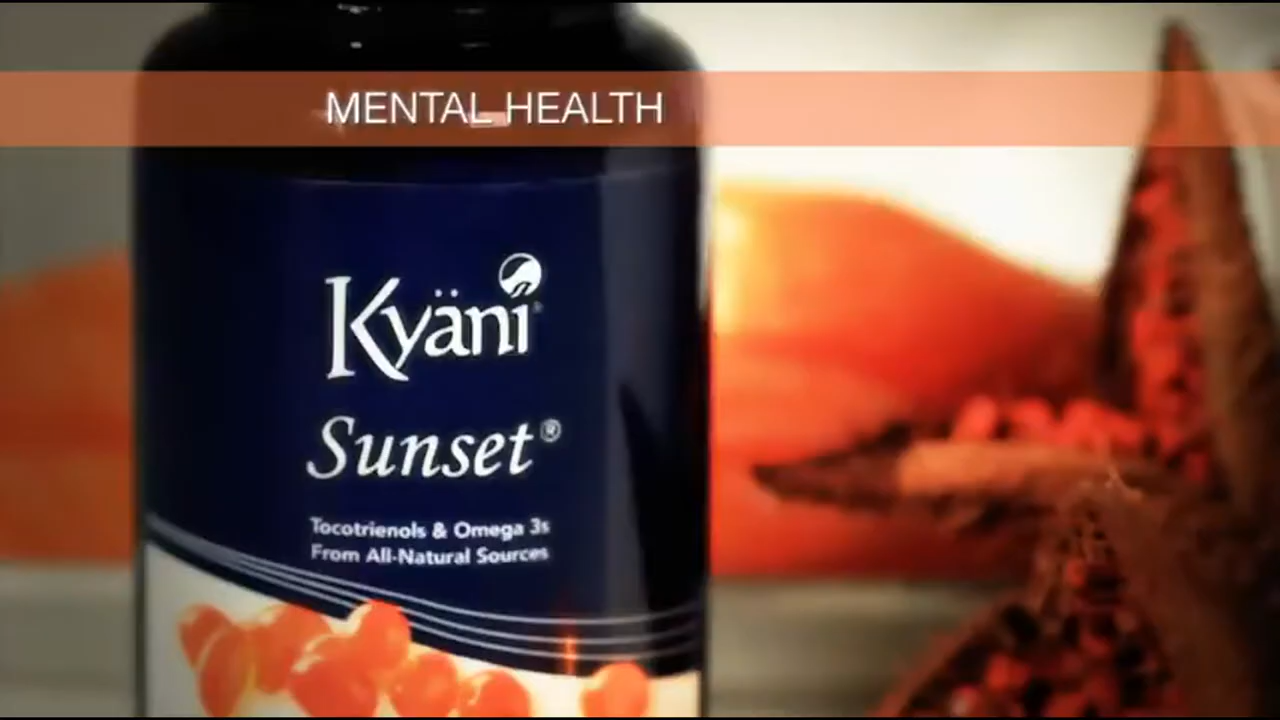 MENTAL HEALTH
Kyäni®
Sunset®
Tocotrienols & Omega 3s
From All-Natural Sources